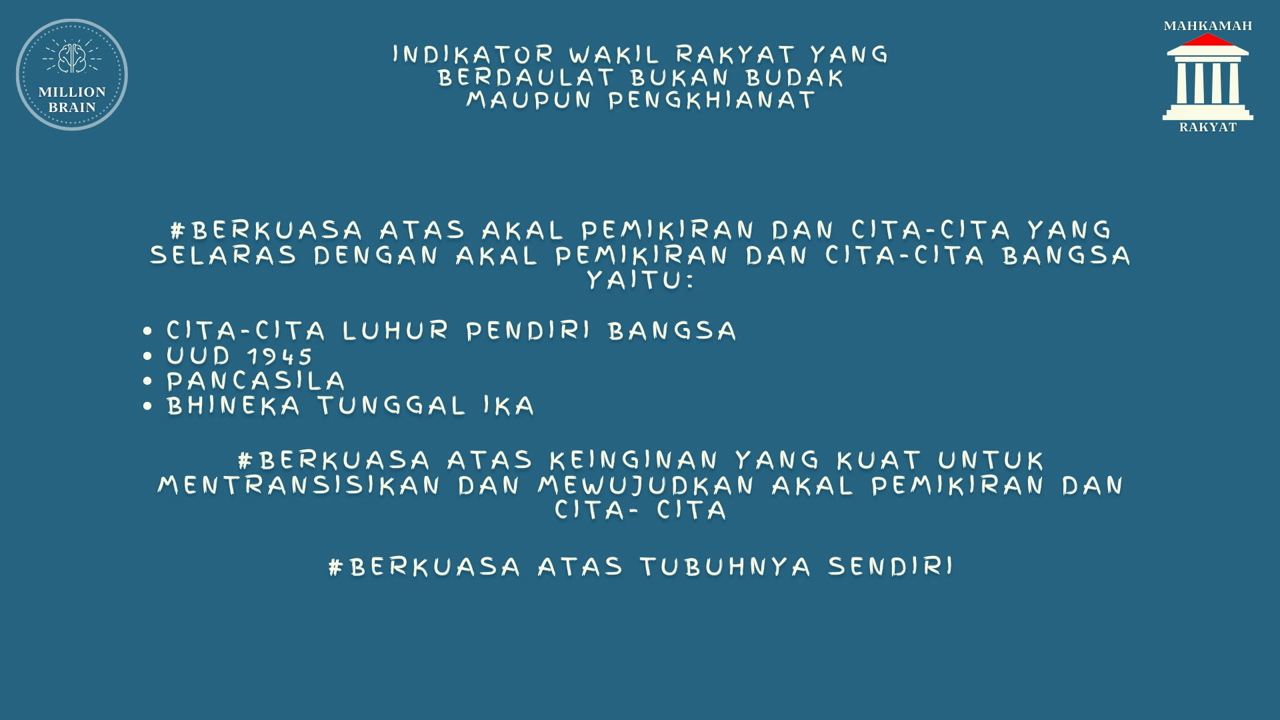 MILLION
BRAIN
MAHKAMAH
RAKYAT
INDIKATOR WAKIL RAKYAT YANG
BERDAULAT BUKAN BUDAK
MAUPUN PENGKHIANAT
#BERKUASA ATAS AKAL PEMIKIRAN DAN CITA-CITA YANG
SELARAS DENGAN AKAL PEMIKIRAN DAN CITA-CITA BANGSA
YAITU:
• CITA-CITA LUHUR PENDIRI BANGSA
• UUD 1945
• PANCASILA
• BHINEKA TUNGGAL IKA
#BERKUASA ATAS KEINGINAN YANG KUAT UNTUK
MENTRANSISIKAN DAN MEWUJUDKAN AKAL PEMIKIRAN DAN
CITA- CITA
#BERKUASA ATAS TUBUHNYA SENDIRI